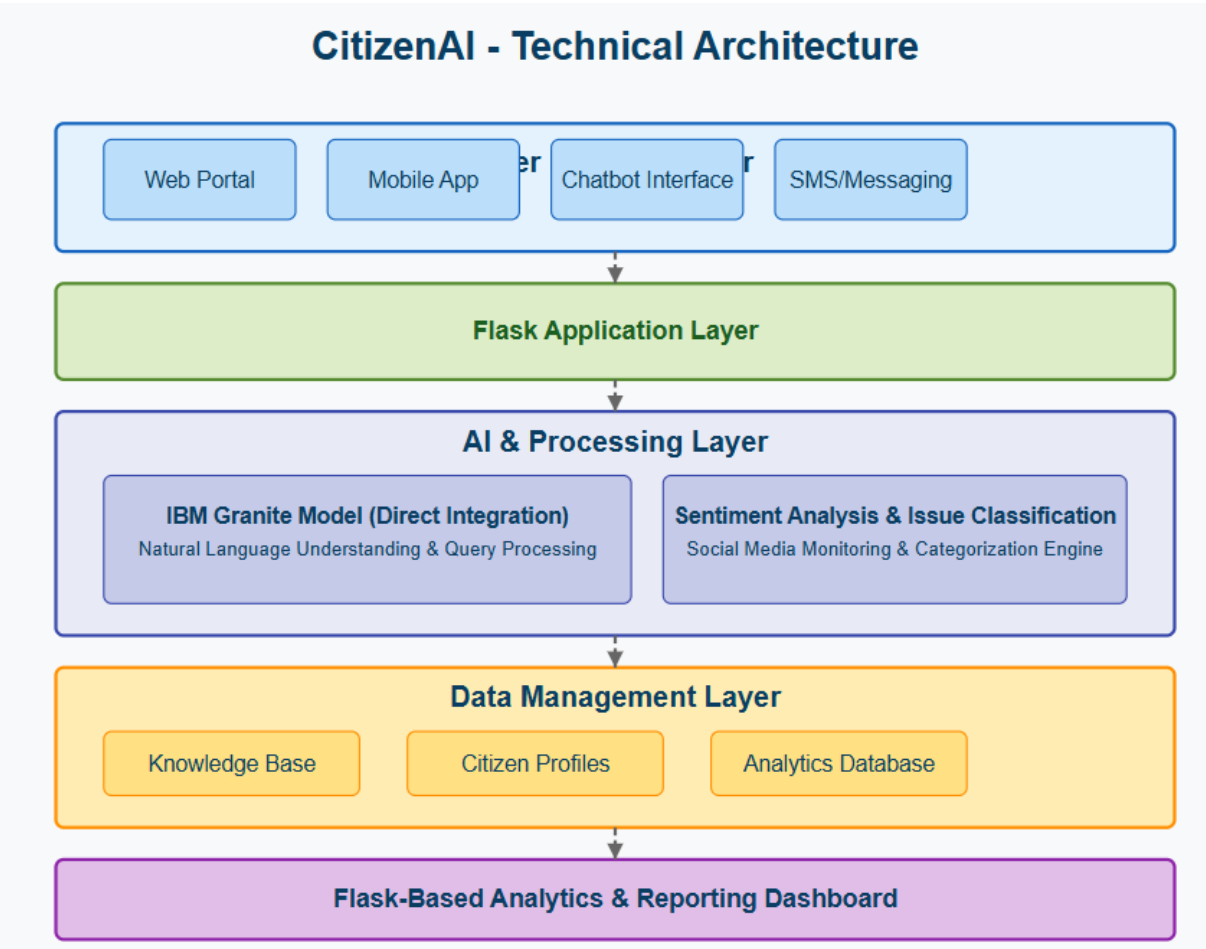 CitizenAI - Technical Architecture
Web Portal
Mobile App
Chatbot Interface
SMS/Messaging
Flask Application Layer
AI & Processing Layer
IBM Granite Model (Direct Integration)
Natural Language Understanding & Query Processing
Sentiment Analysis & Issue Classification
Social Media Monitoring & Categorization Engine
Data Management Layer
Knowledge Base
Citizen Profiles
Analytics Database
Flask-Based Analytics & Reporting Dashboard